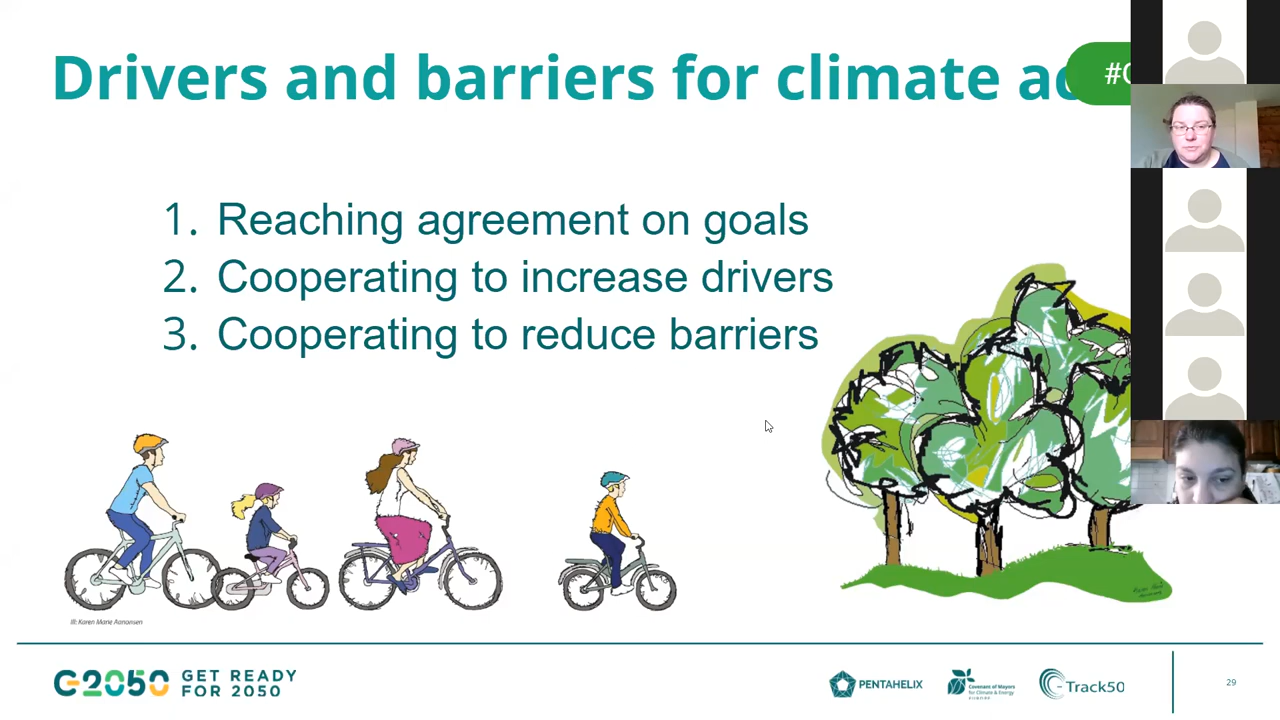 Drivers and barriers for climate ac
#C
1. Reaching agreement on goals
2. Cooperating to increase drivers
3. Cooperating to reduce barriers
Ill: Karen Marie Aanonsen
C-2050 GET READY
FOR 2050
PENTAHELIX
Covenant of Mayors
for Climate & Energy
EUROPE
C-Track50
29